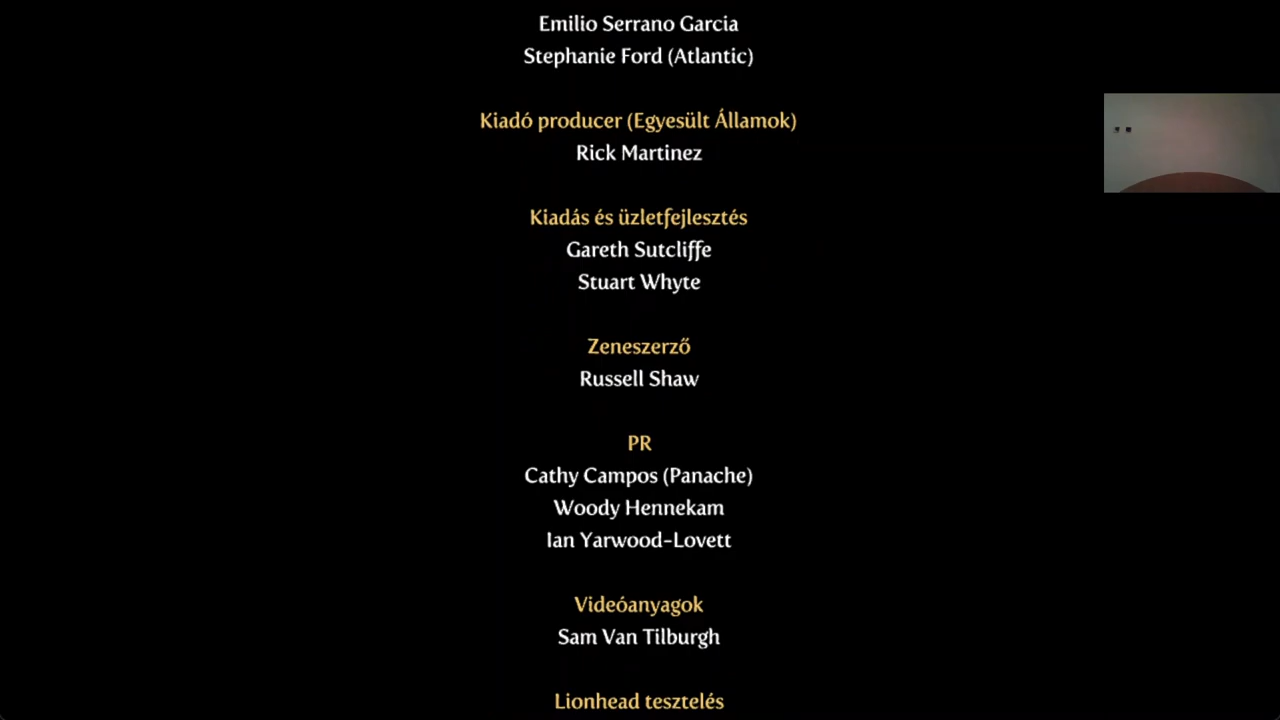 Emilio Serrano Garcia
Stephanie Ford (Atlantic)
Kiadó producer (Egyesült Államok)
Rick Martinez
Kiadás és üzletfejlesztés
Gareth Sutcliffe
Stuart Whyte
Zeneszerző
Russell Shaw
PR
Cathy Campos (Panache)
Woody Hennekam
Ian Yarwood-Lovett
Videóanyagok
Sam Van Tilburgh
Lionhead tesztelés